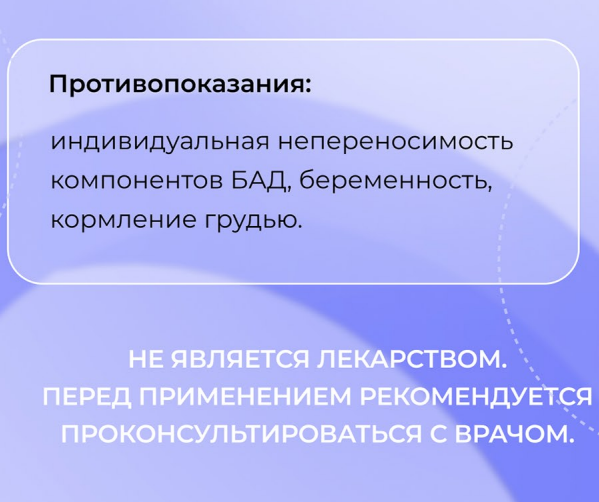 Противопоказания:
индивидуальная непереносимость
компонентов БАД, беременность,
кормление грудью.
НЕ ЯВЛЯЕТСЯ ЛЕКАРСТВОМ.
ПЕРЕД ПРИМЕНЕНИЕМ РЕКОМЕНДУЕТСЯ
ПРОКОНСУЛЬТИРОВАТЬСЯ С ВРАЧОМ.